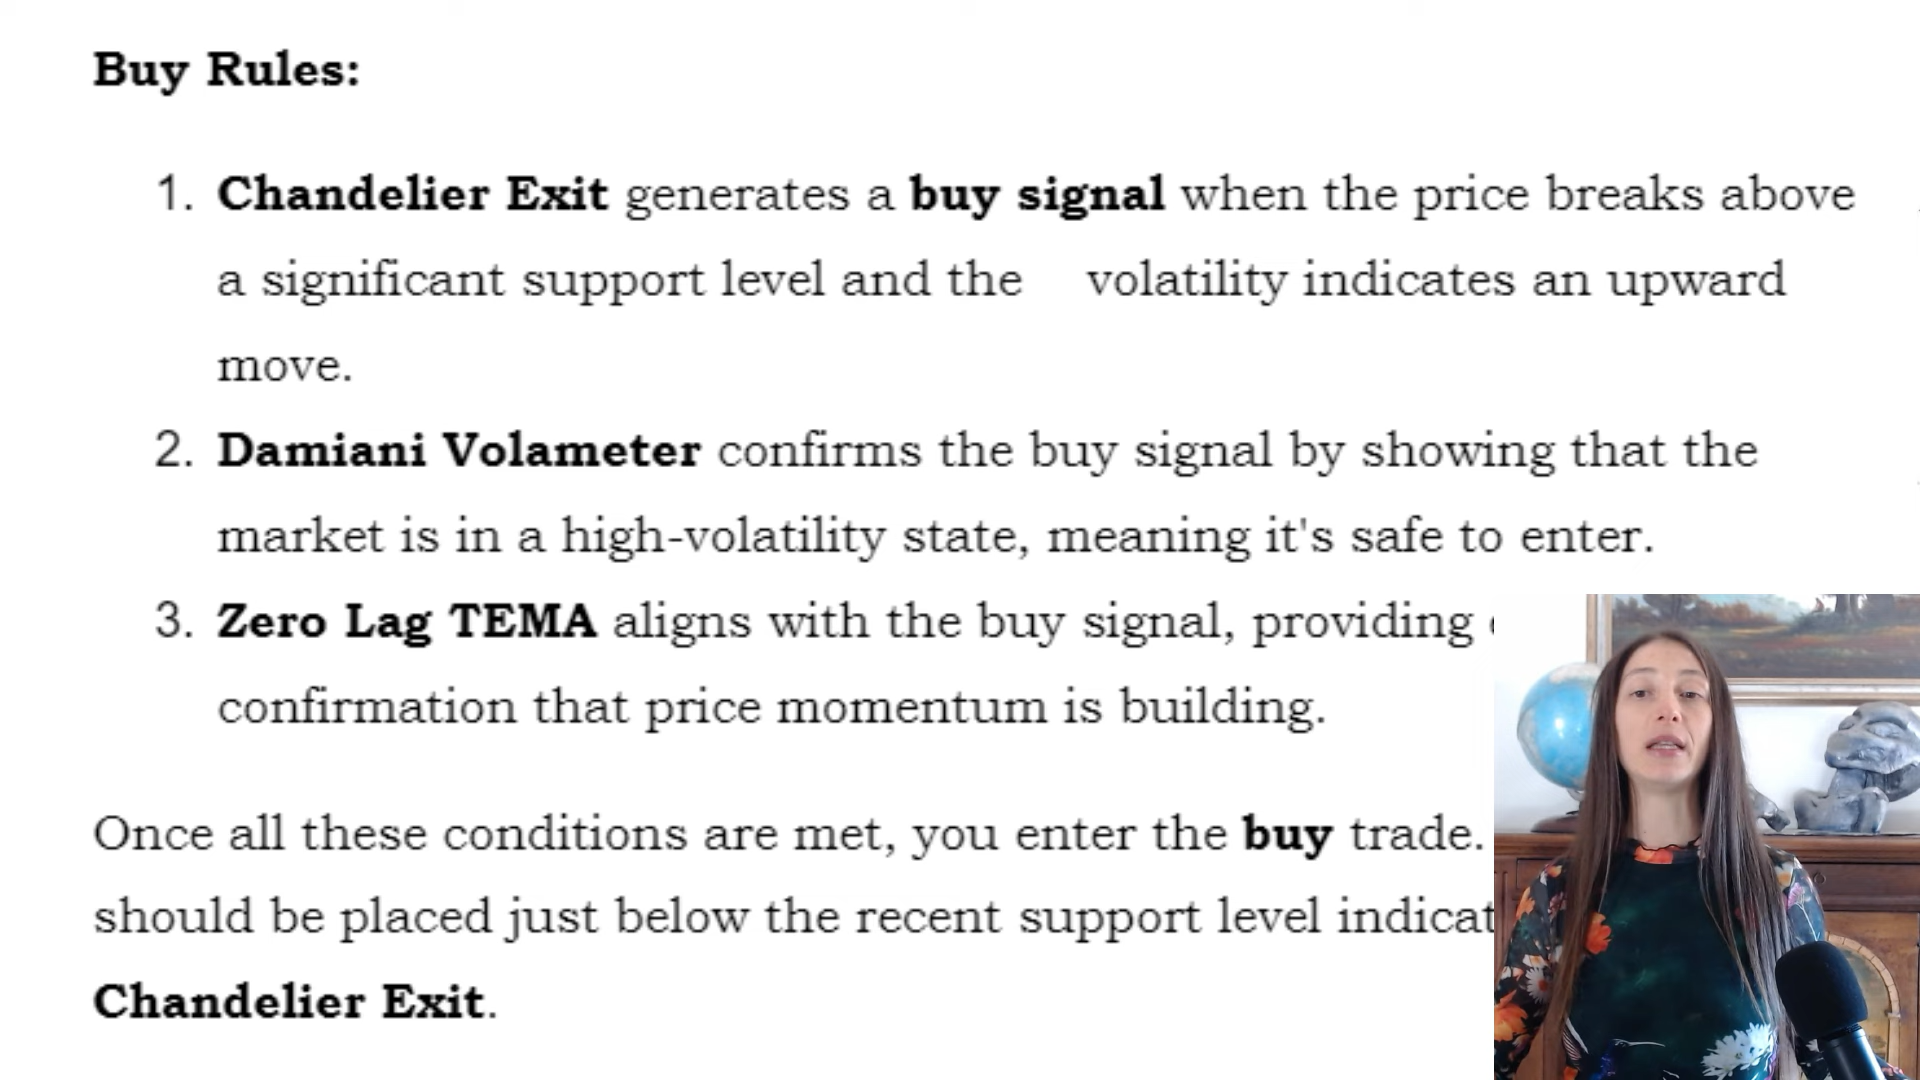 Buy Rules:
1. Chandelier Exit generates a buy signal when the price breaks above
a significant support level and the volatility indicates an upward
move.
2. Damiani Volameter confirms the buy signal by showing that the
market is in a high-volatility state, meaning it's safe to enter.
3. Zero Lag TEMA aligns with the buy signal, providing
confirmation that price momentum is building.
Once all these conditions are met, you enter the buy trade.
should be placed just below the recent support level
Chandelier Exit.